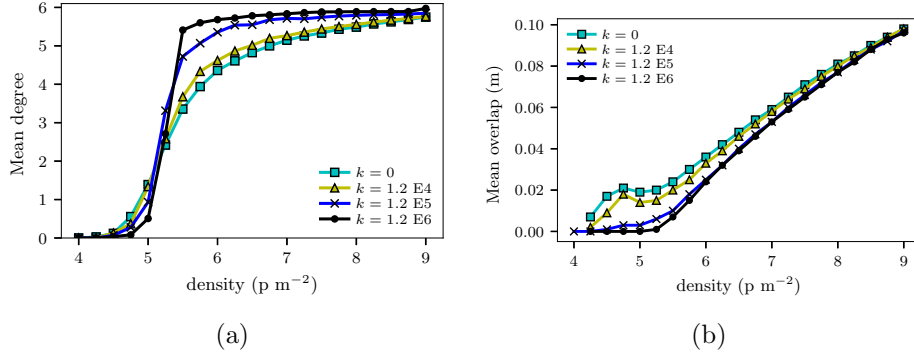 6
5
4
3
2
1
0
Mean degree
4 5 6 7 8 9
density (p m⁻²)
k = 0
k = 1.2 E4
k = 1.2 E5
k = 1.2 E6
(a)
0.10
0.08
0.06
0.04
0.02
0.00
Mean overlap (m)
4 5 6 7 8 9
density (p m⁻²)
k = 0
k = 1.2 E4
k = 1.2 E5
k = 1.2 E6
(b)